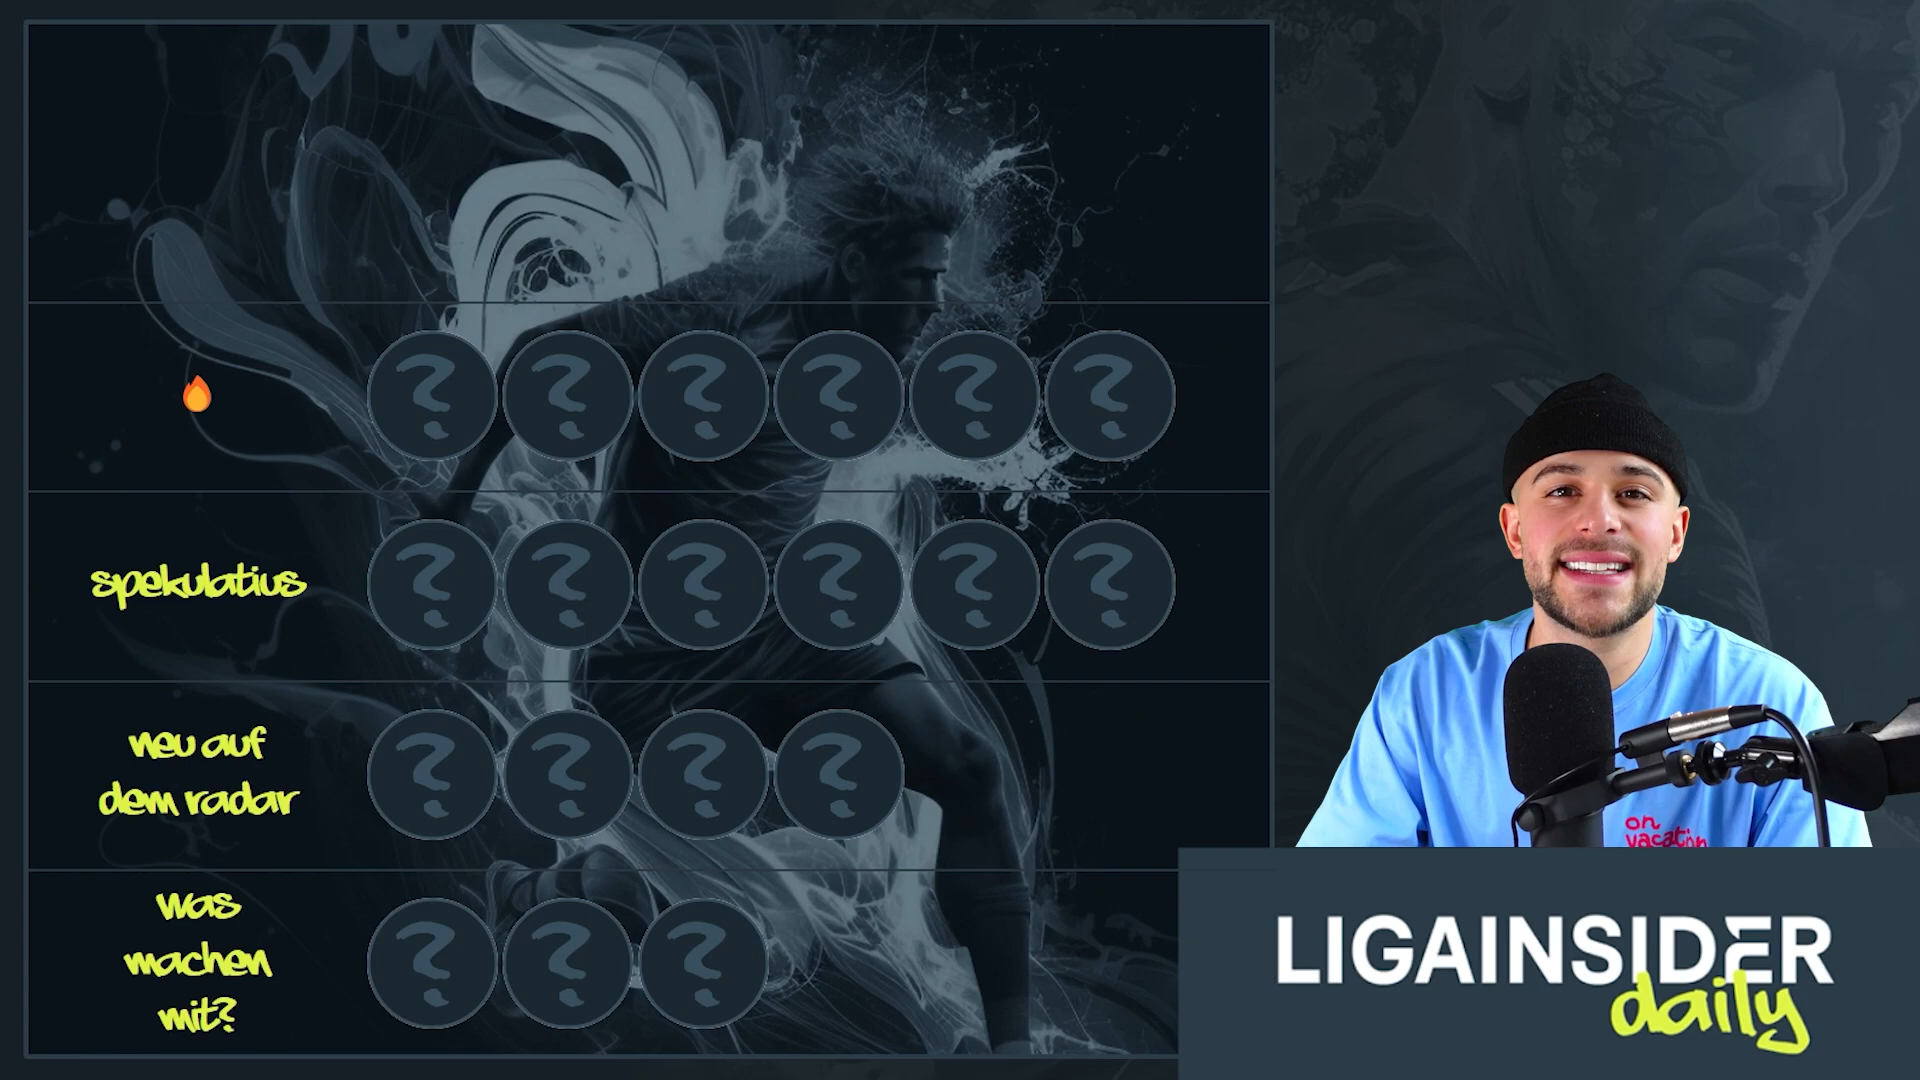 ?
?
?
?
?
?
spekulatius
?
?
?
?
?
?
neu auf
dem radar
?
?
?
?
was
machen
mit?
?
?
?
on
vacation
LIGAINSIDER
daily